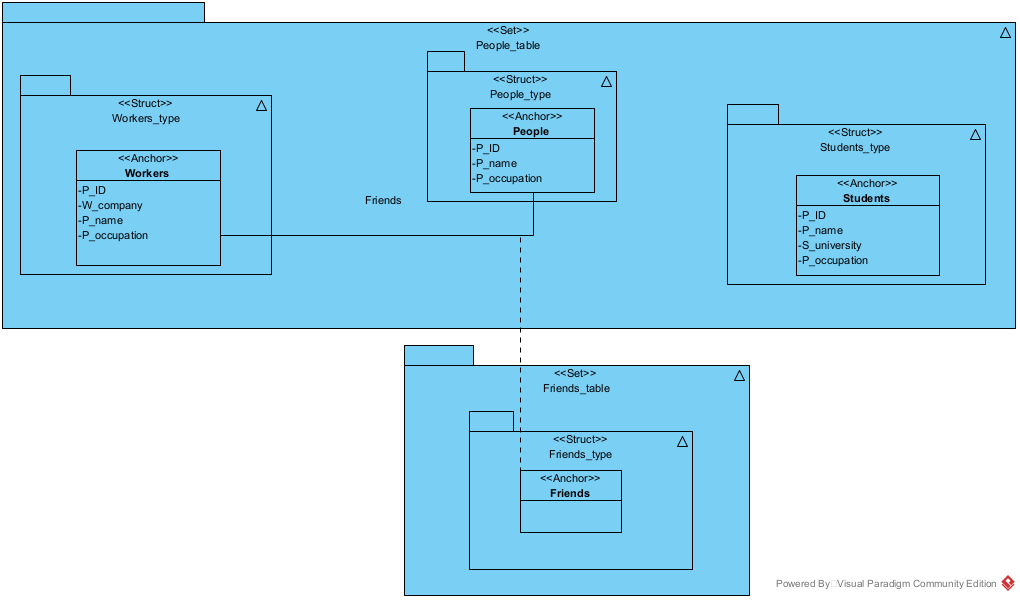 <<Set>>
People_table
<<Struct>>
Workers_type
<<Anchor>>
Workers
-P_ID
-W_company
-P_name
-P_occupation
Friends
<<Struct>>
People_type
<<Anchor>>
People
-P_ID
-P_name
-P_occupation
<<Struct>>
Students_type
<<Anchor>>
Students
-P_ID
-P_name
-S_university
-P_occupation
<<Set>>
Friends_table
<<Struct>>
Friends_type
<<Anchor>>
Friends
Powered By Visual Paradigm Community Edition